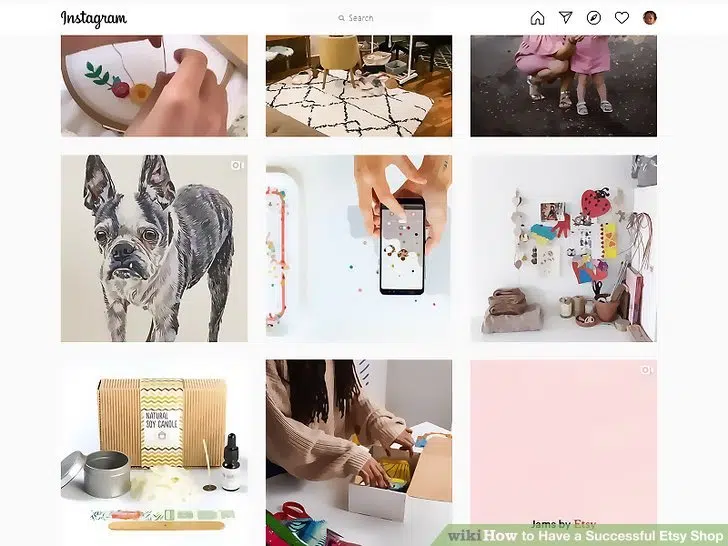 Instagram
Search
NATURAL
SOY CANDLE
Jams by Etsy
wikiHow to Have a Successful Etsy Shop